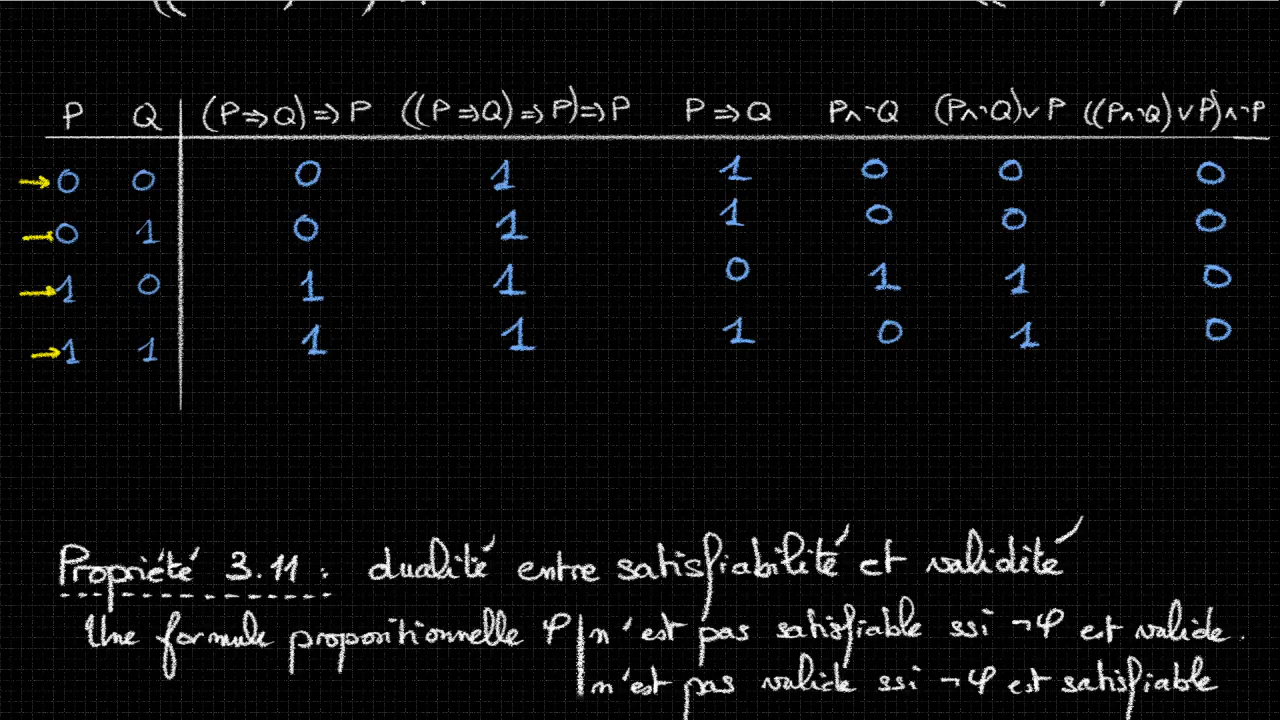 P Q (P⇒Q)⇒P ((P⇒Q)⇒P)⇒P P⇒Q P∧¬Q (P∧¬Q)∨P ((P∧¬Q)∨P)∧¬P
→0 0 0 1 1 0 0 0
→0 1 0 1 1 0 0 0
→1 0 1 1 0 1 1 0
→1 1 1 1 1 0 1 0
Propriété 3.11 : dualité entre satisfiabilité et validité
Une formule propositionnelle φ n'est pas satisfiable ssi ¬φ et valide.
n'est pas valide ssi ¬φ est satisfiable